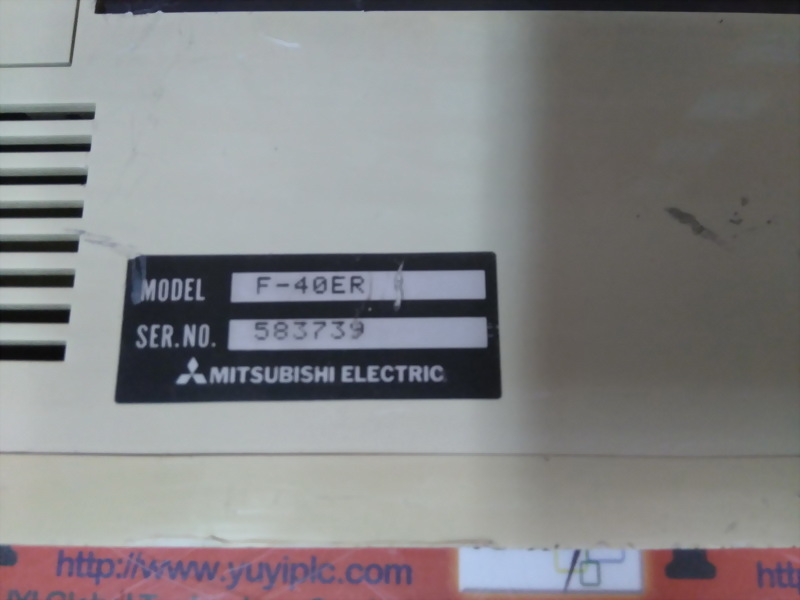 MODEL F-40ER
SER.NO. 583739
MITSUBISHI ELECTRIC
http://www.yuyiplc.com